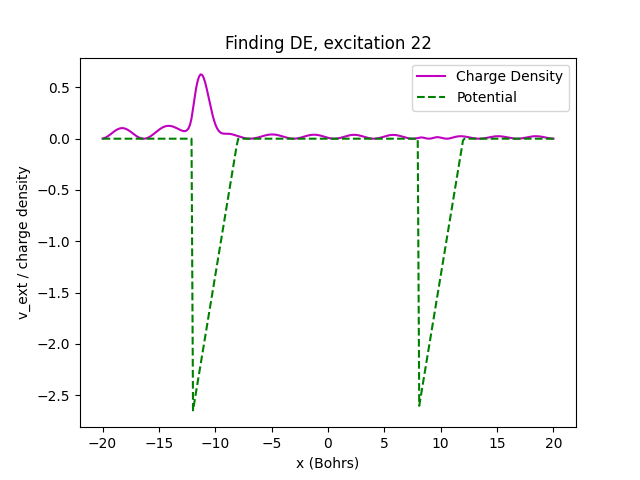 Finding DE, excitation 22
Charge Density
Potential
v_ext / charge density
0.5
0.0
−0.5
−1.0
−1.5
−2.0
−2.5
−20 −15 −10 −5 0 5 10 15 20
x (Bohrs)